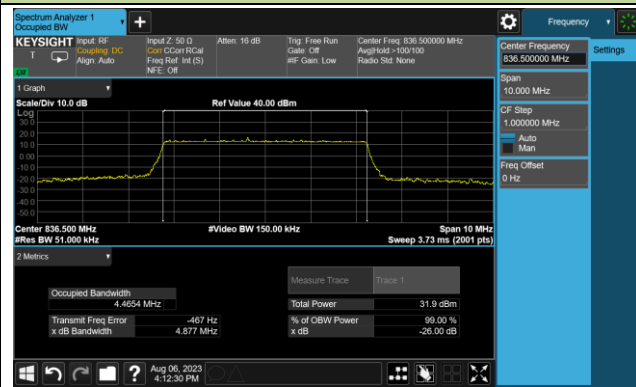 Spectrum Analyzer 1
Occupied BW
Frequency
KEYSIGHT
Input: RF
Coupling: DC
Align: Auto
Input Z: 50 Ω
Corr CCorr RCal
Freq Ref: Int (S)
NFE: Off
Atten: 16 dB
Trig: Free Run
Gate: Off
#IF Gain: Low
Center Freq: 836.500000 MHz
Avg|Hold:>100/100
Radio Std: None
T
Center Frequency
836.500000 MHz
Settings
Span
10.000 MHz
CF Step
1.000000 MHz
Auto
Man
Freq Offset
0 Hz
1 Graph
Scale/Div 10.0 dB
Ref Value 40.00 dBm
Log
30.0
20.0
10.0
0.00
-10.0
-20.0
-30.0
-40.0
-50.0
Center 836.500 MHz
#Video BW 150.00 kHz
Span 10 MHz
#Res BW 51.000 kHz
Sweep 3.73 ms (2001 pts)
2 Metrics
Measure Trace
Trace 1
Occupied Bandwidth
4.4654 MHz
Total Power
31.9 dBm
Transmit Freq Error
-467 Hz
% of OBW Power
99.00 %
x dB Bandwidth
4.877 MHz
x dB
-26.00 dB
Aug 06, 2023
4:12:30 PM